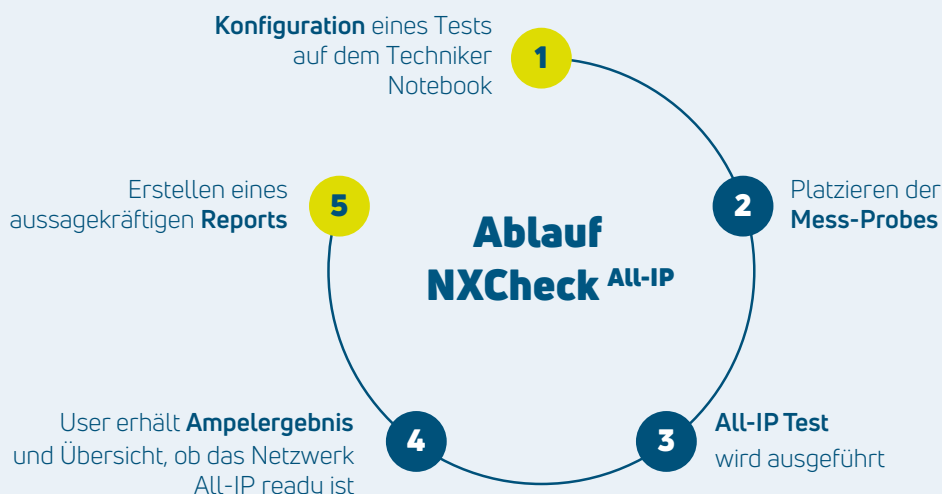 Konfiguration eines Tests
auf dem Techniker
Notebook
1
2
Platzieren der
Mess-Probes
Ablauf
NXCheck All-IP
3
All-IP Test
wird ausgeführt
4
User erhält Ampelergebnis
und Übersicht, ob das Netzwerk
All-IP ready ist
5
Erstellen eines
aussagekräftigen Reports